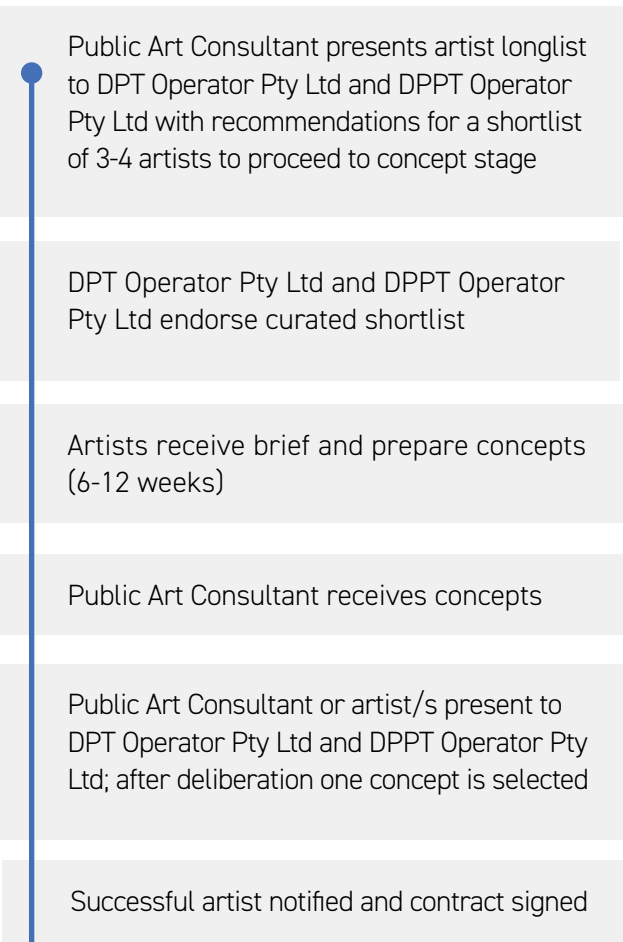 Public Art Consultant presents artist longlist
to DPT Operator Pty Ltd and DPPT Operator
Pty Ltd with recommendations for a shortlist
of 3-4 artists to proceed to concept stage
DPT Operator Pty Ltd and DPPT Operator
Pty Ltd endorse curated shortlist
Artists receive brief and prepare concepts
(6-12 weeks)
Public Art Consultant receives concepts
Public Art Consultant or artist/s present to
DPT Operator Pty Ltd and DPPT Operator Pty
Ltd; after deliberation one concept is selected
Successful artist notified and contract signed